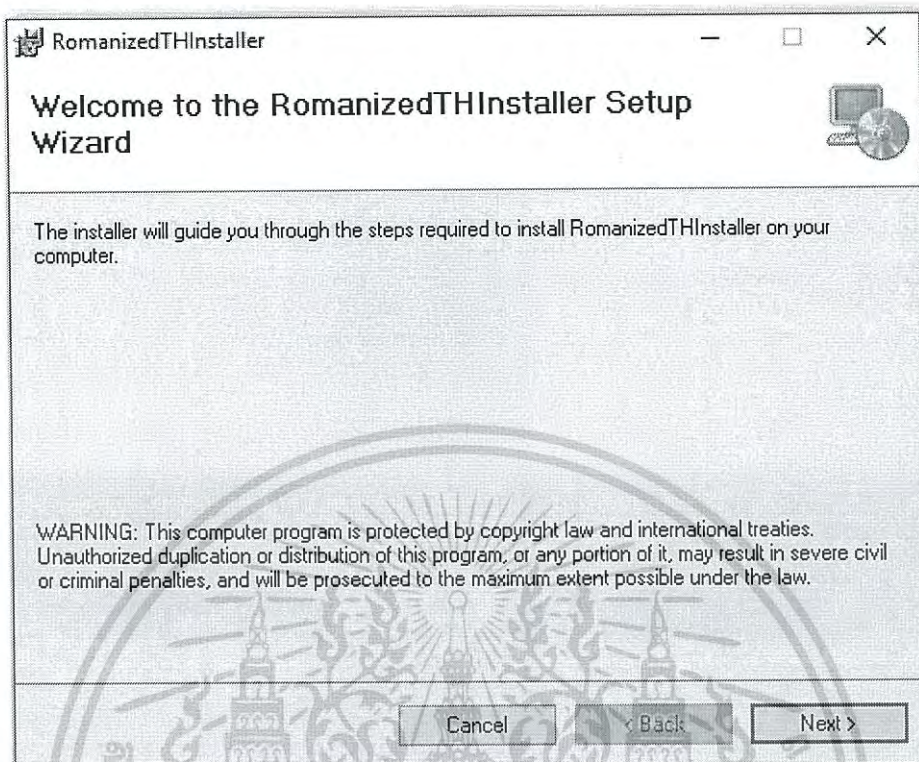 RomanizedTHInstaller
Welcome to the RomanizedTHInstaller Setup
Wizard
The installer will guide you through the steps required to install RomanizedTHInstaller on your
computer.
WARNING: This computer program is protected by copyright law and international treaties.
Unauthorized duplication or distribution of this program, or any portion of it, may result in severe civil
or criminal penalties, and will be prosecuted to the maximum extent possible under the law.
Cancel
< Back
Next >